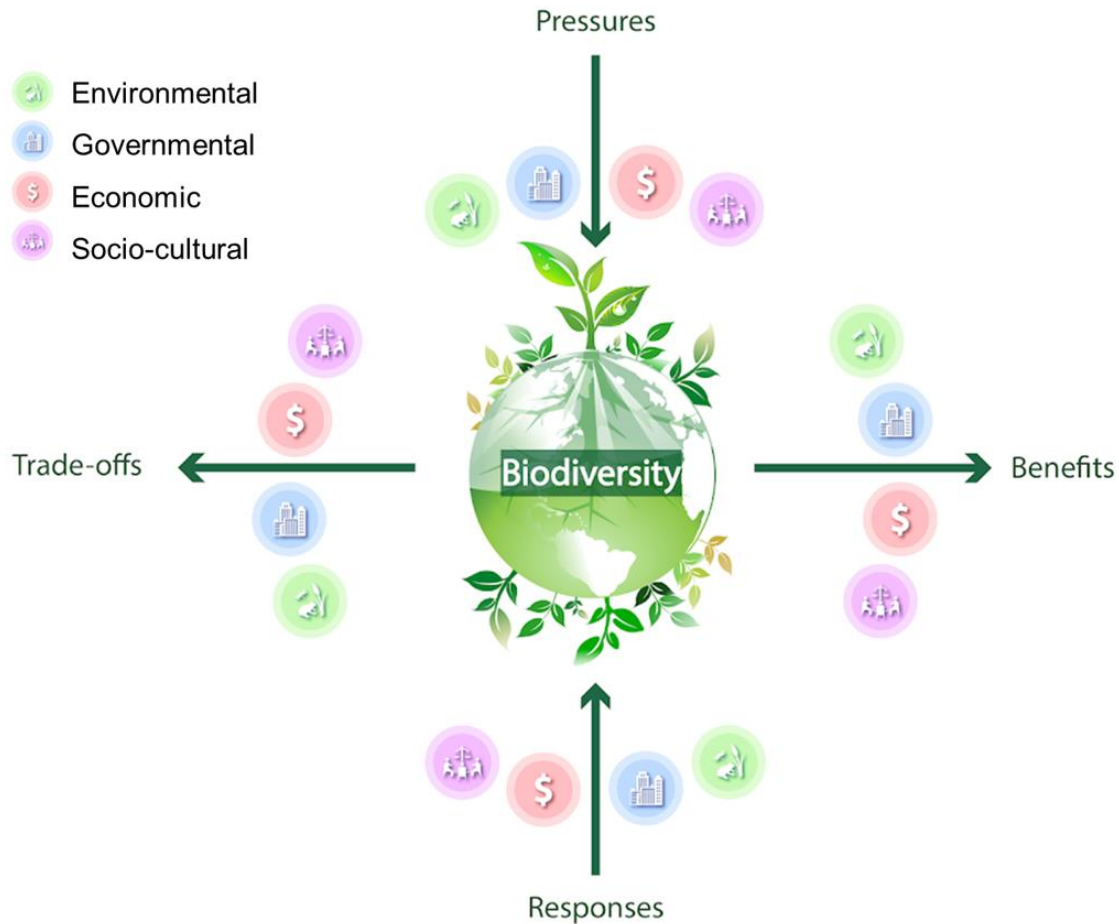 Pressures
Environmental
Governmental
Economic
Socio-cultural
Trade-offs
Biodiversity
Benefits
Responses